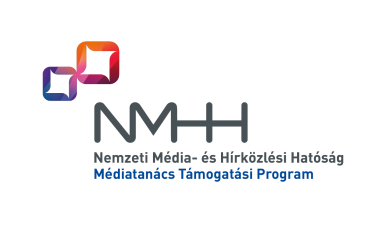 NMHH
Nemzeti Média- és Hírközlési Hatóság
Médiatanács Támogatási Program